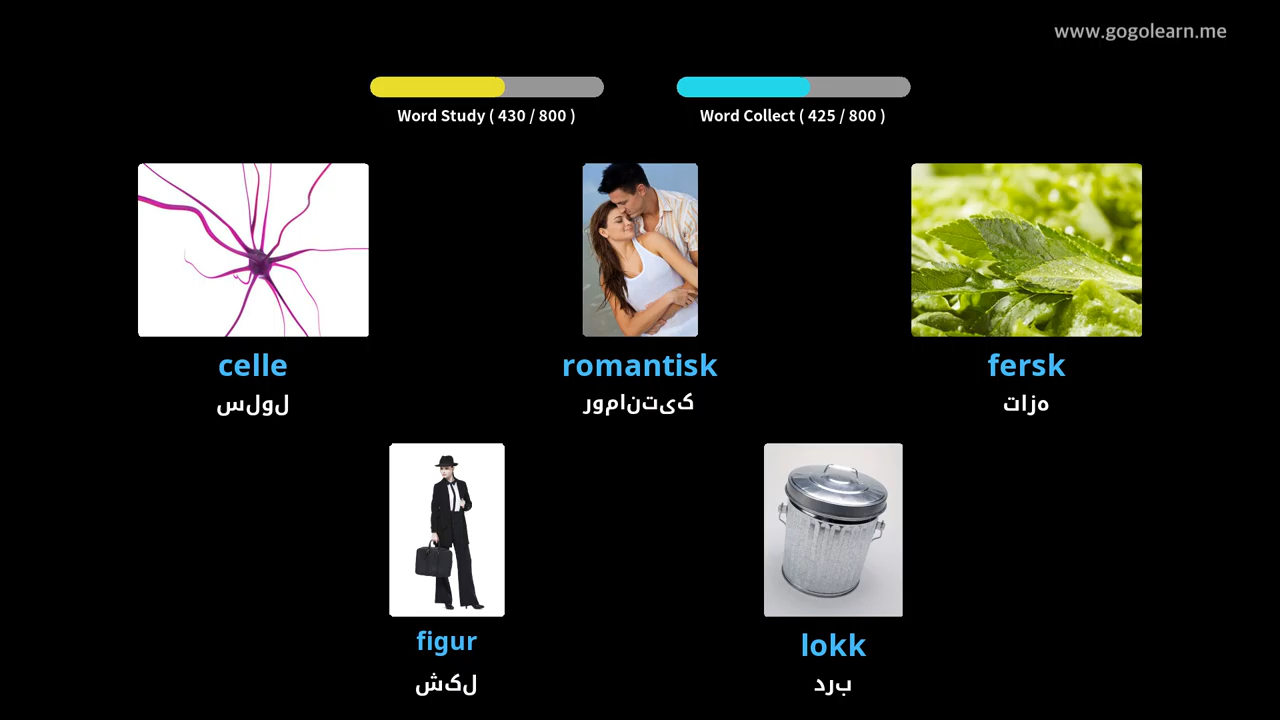 www.gogolearn.me
Word Study ( 430 / 800 )
Word Collect ( 425 / 800 )
celle
لولس
romantisk
کیتنامور
fersk
هزات
figur
لکش
lokk
برد